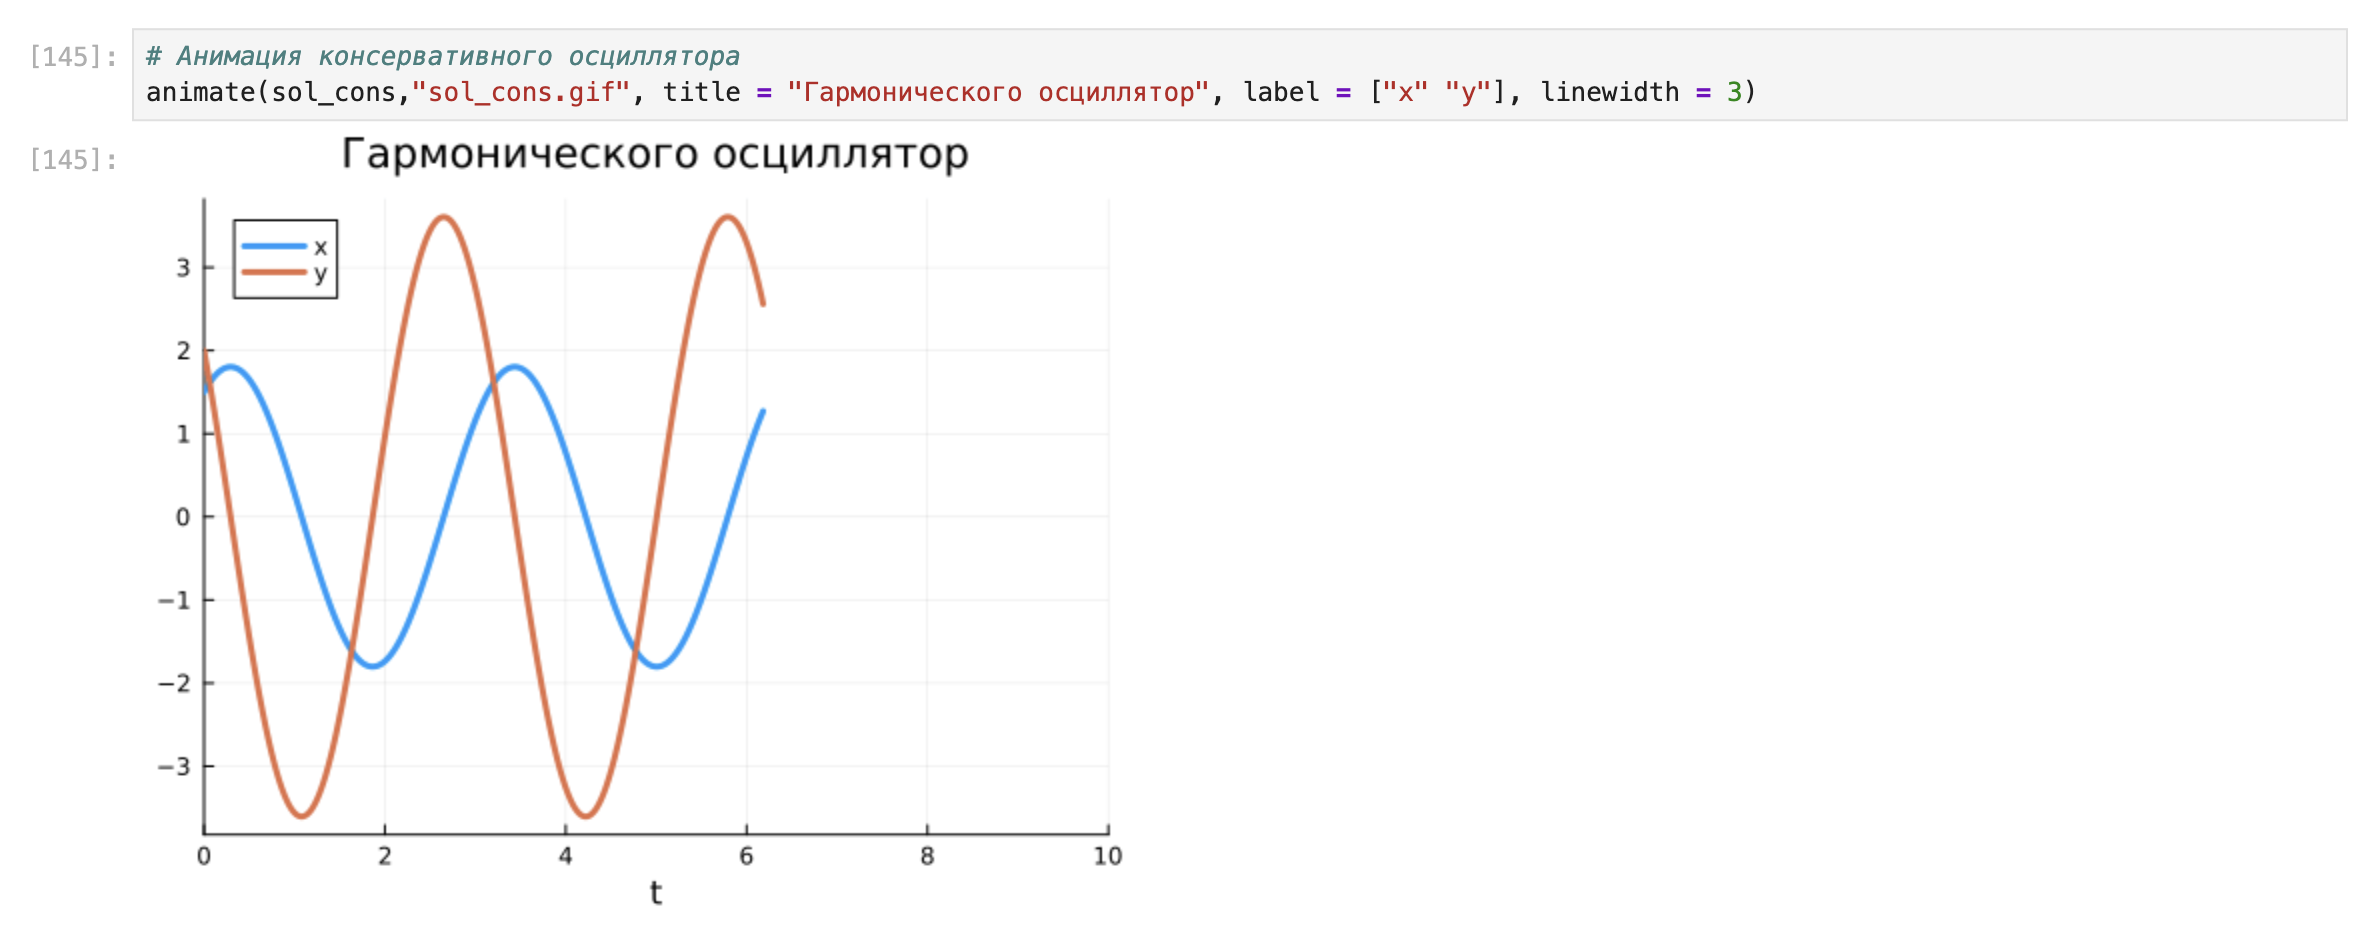 [145]:
# Анимация консервативного осциллятора
animate(sol_cons,"sol_cons.gif", title = "Гармонического осциллятор", label = ["x" "y"], linewidth = 3)
[145]:
Гармонического осциллятор
x
y
3
2
1
0
−1
−2
−3
0 2 4 6 8 10
t